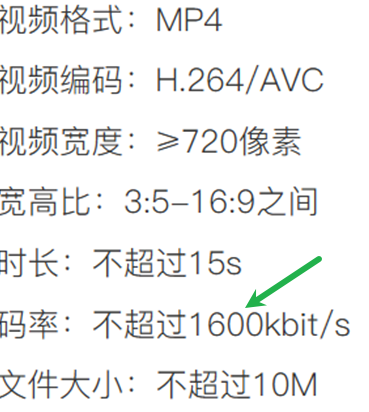 视频格式：MP4
视频编码：H.264/AVC
视频宽度：≥720像素
宽高比：3:5-16:9之间
时长：不超过15s
码率：不超过1600kbit/s
文件大小：不超过10M